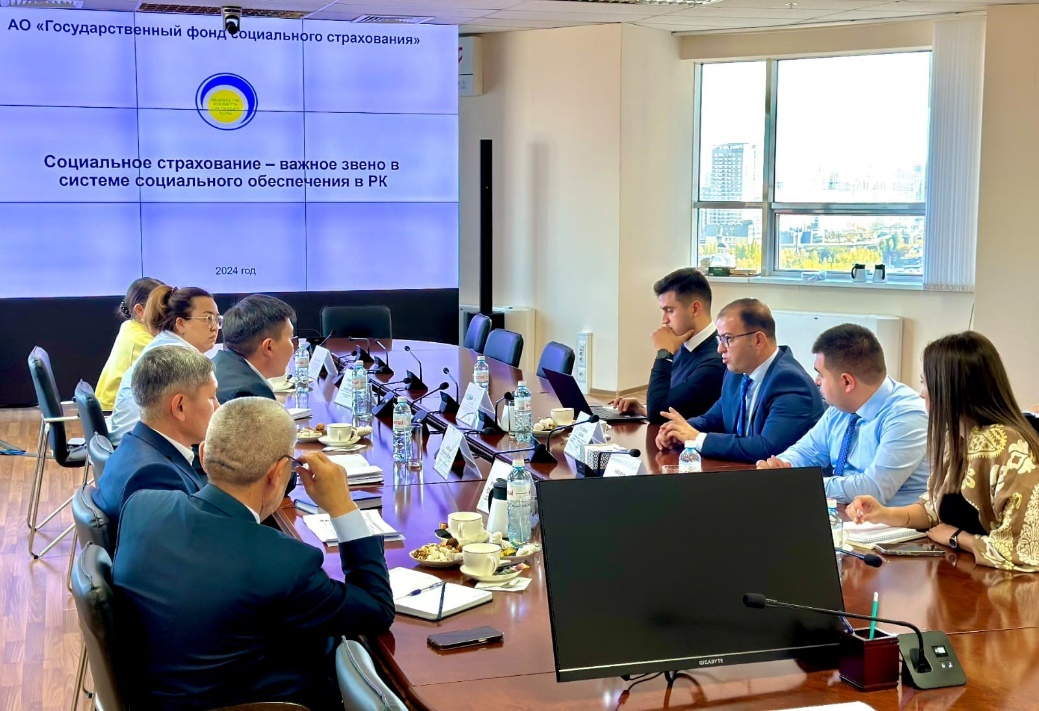 АО «Государственный фонд социального страхования»
Социальное страхование – важное звено в
системе социального обеспечения в РК
2024 год
GIGABYTE